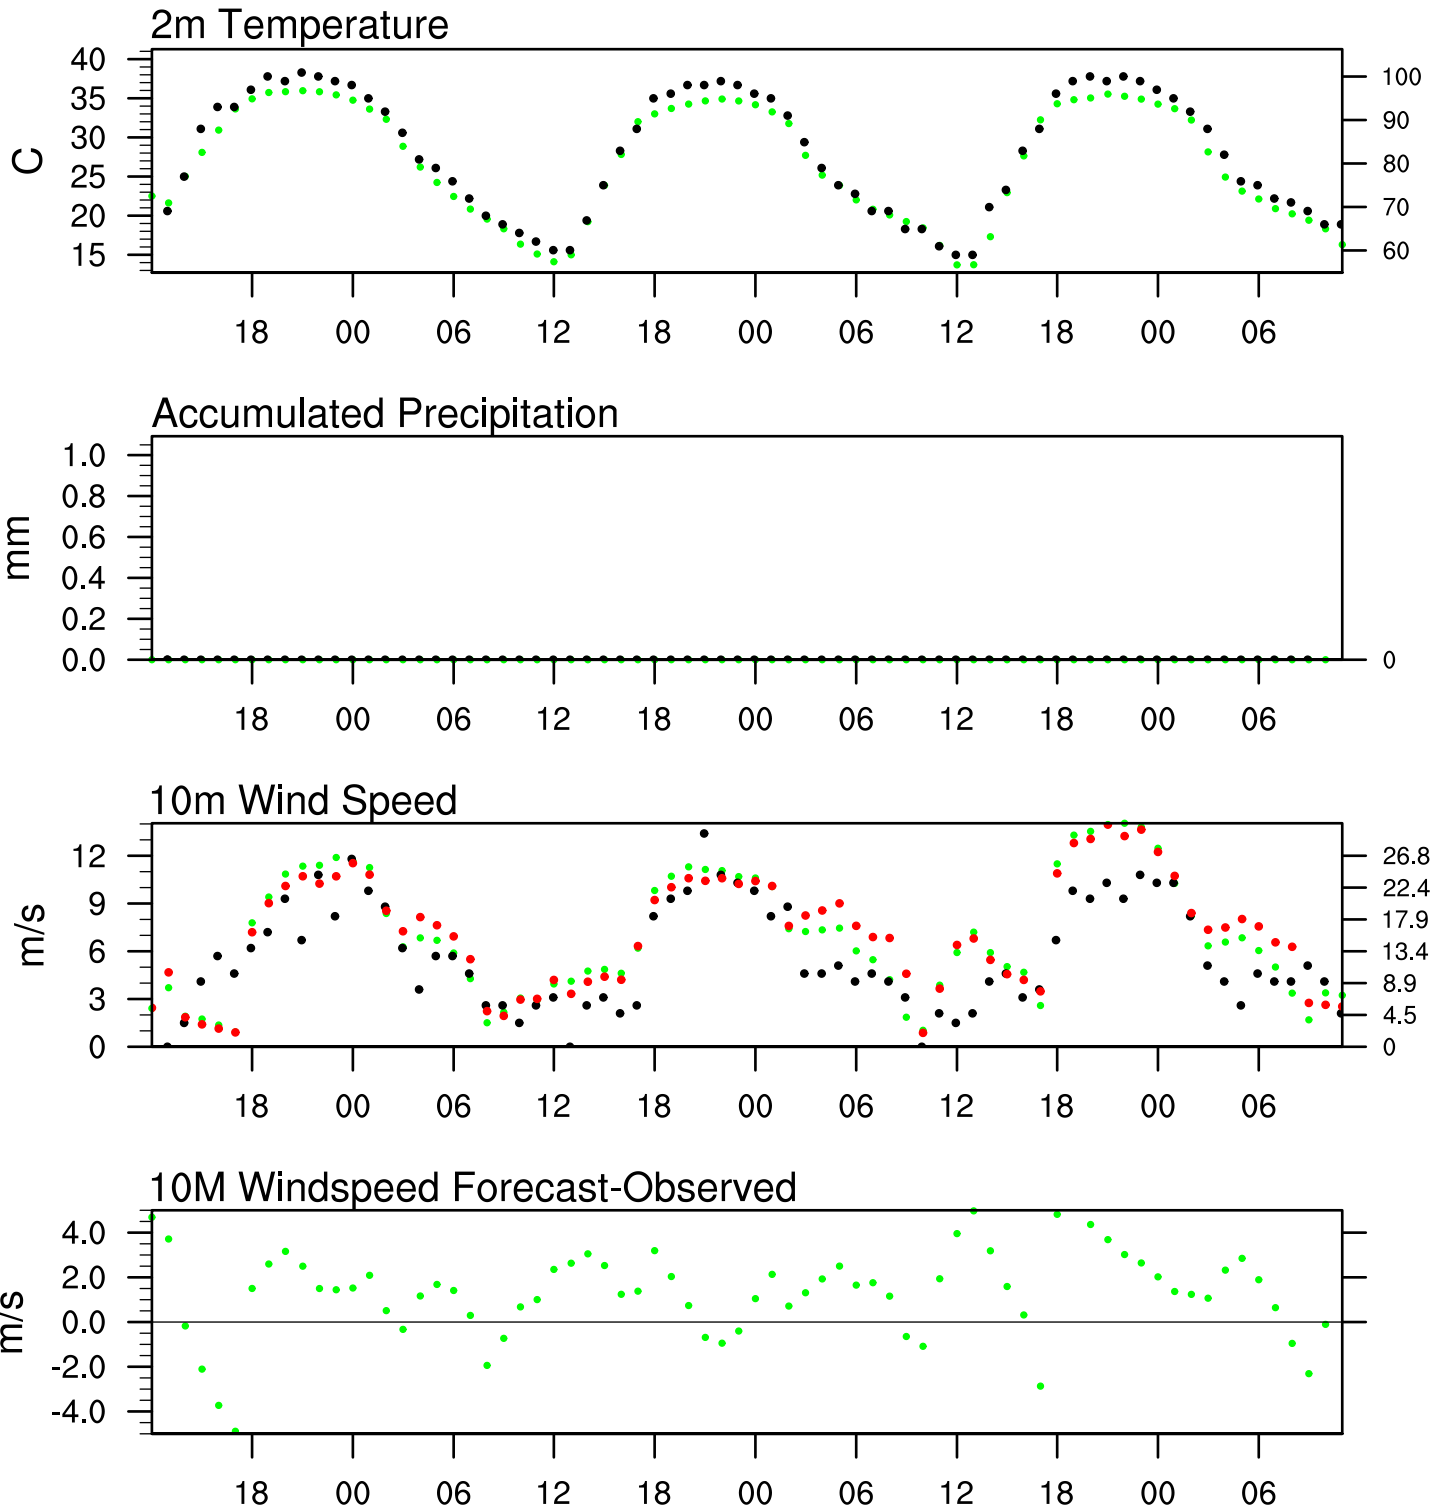 2m Temperature
C
40
35
30
25
20
15
100
90
80
70
60
18 00 06 12 18 00 06 12 18 00 06
Accumulated Precipitation
mm
1.0
0.8
0.6
0.4
0.2
0.0
0
18 00 06 12 18 00 06 12 18 00 06
10m Wind Speed
m/s
12
9
6
3
0
26.8
22.4
17.9
13.4
8.9
4.5
0
18 00 06 12 18 00 06 12 18 00 06
10M Windspeed Forecast-Observed
m/s
4.0
2.0
0.0
-2.0
-4.0
18 00 06 12 18 00 06 12 18 00 06